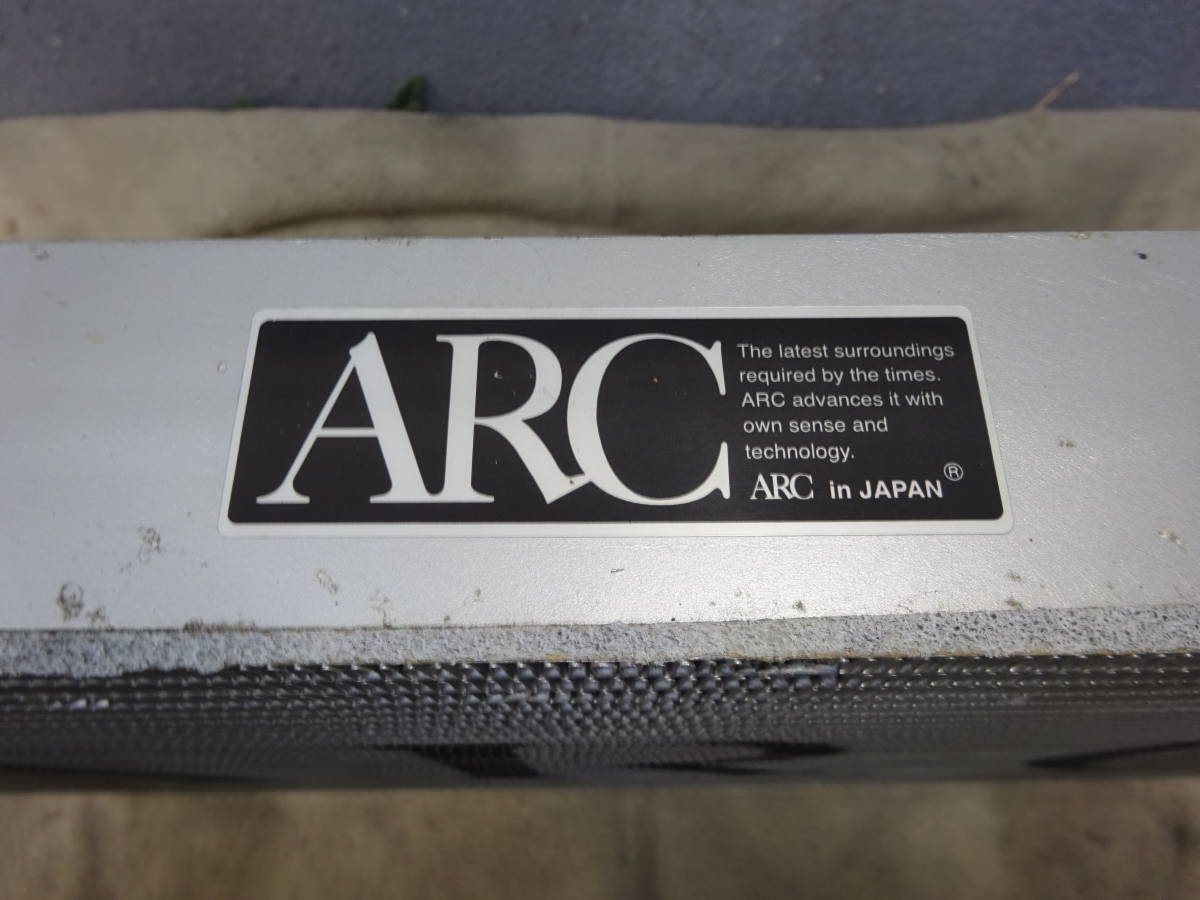 ARC
The latest surroundings
required by the times.
ARC advances it with
own sense and
technology.
ARC in JAPAN®